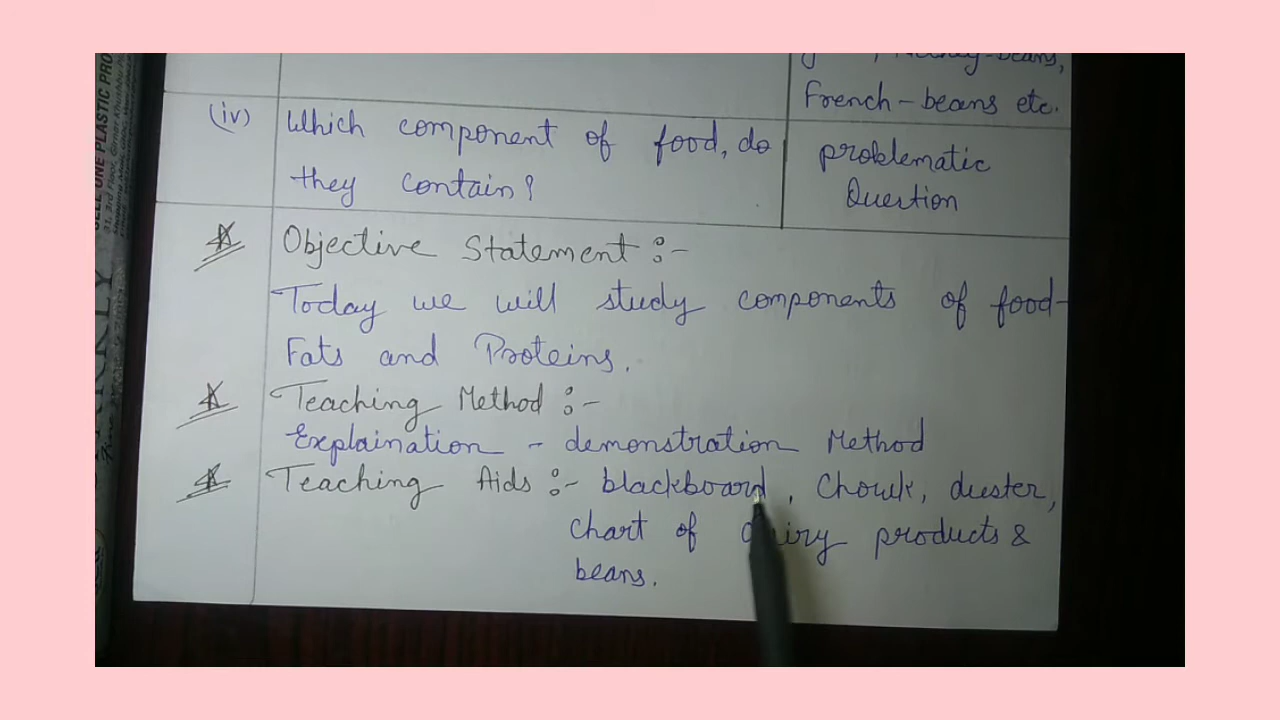 Kidney-beans,
French-beans etc.
(iv) Which component of food, do they contain?
problematic
Question
Objective Statement :-
Today we will study components of food-
Fats and Proteins.
Teaching Method :-
Explaination - demonstration Method
Teaching Aids :- blackboard, Chowk, duster,
chart of dairy products &
beans.